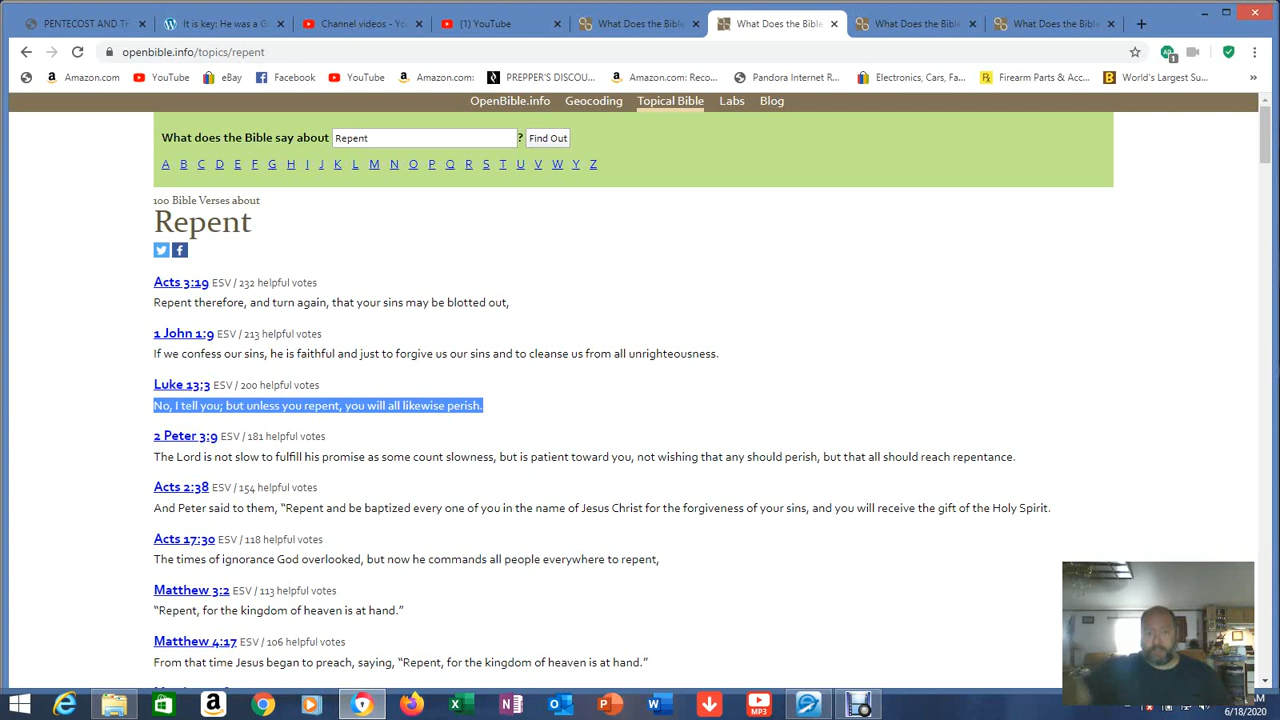 PENTECOST AND T
It is key; He was a G
Channel videos - Yo
(1) YouTube
What Does the Bible
What Does the Bible
What Does the Bible
What Does the Bible
openbible.info/topics/repent
Amazon.com
YouTube
eBay
Facebook
YouTube
Amazon.com:
PREPPER'S DISCOU...
Amazon.com: Reco...
Pandora Internet R...
Electronics, Cars, Fa...
Firearm Parts & Acc...
World's Largest Su...
»
OpenBible.info Geocoding Topical Bible Labs Blog
What does the Bible say about Repent ? Find Out
A B C D E F G H I J K L M N O P Q R S T U V W Y Z
100 Bible Verses about
Repent
Acts 3:19 ESV / 232 helpful votes
Repent therefore, and turn again, that your sins may be blotted out,
1 John 1:9 ESV / 213 helpful votes
If we confess our sins, he is faithful and just to forgive us our sins and to cleanse us from all unrighteousness.
Luke 13:3 ESV / 200 helpful votes
No, I tell you; but unless you repent, you will all likewise perish.
2 Peter 3:9 ESV / 181 helpful votes
The Lord is not slow to fulfill his promise as some count slowness, but is patient toward you, not wishing that any should perish, but that all should reach repentance.
Acts 2:38 ESV / 154 helpful votes
And Peter said to them, “Repent and be baptized every one of you in the name of Jesus Christ for the forgiveness of your sins, and you will receive the gift of the Holy Spirit.
Acts 17:30 ESV / 118 helpful votes
The times of ignorance God overlooked, but now he commands all people everywhere to repent,
Matthew 3:2 ESV / 113 helpful votes
“Repent, for the kingdom of heaven is at hand.”
Matthew 4:17 ESV / 106 helpful votes
From that time Jesus began to preach, saying, “Repent, for the kingdom of heaven is at hand.”
MP3
6/18/2020